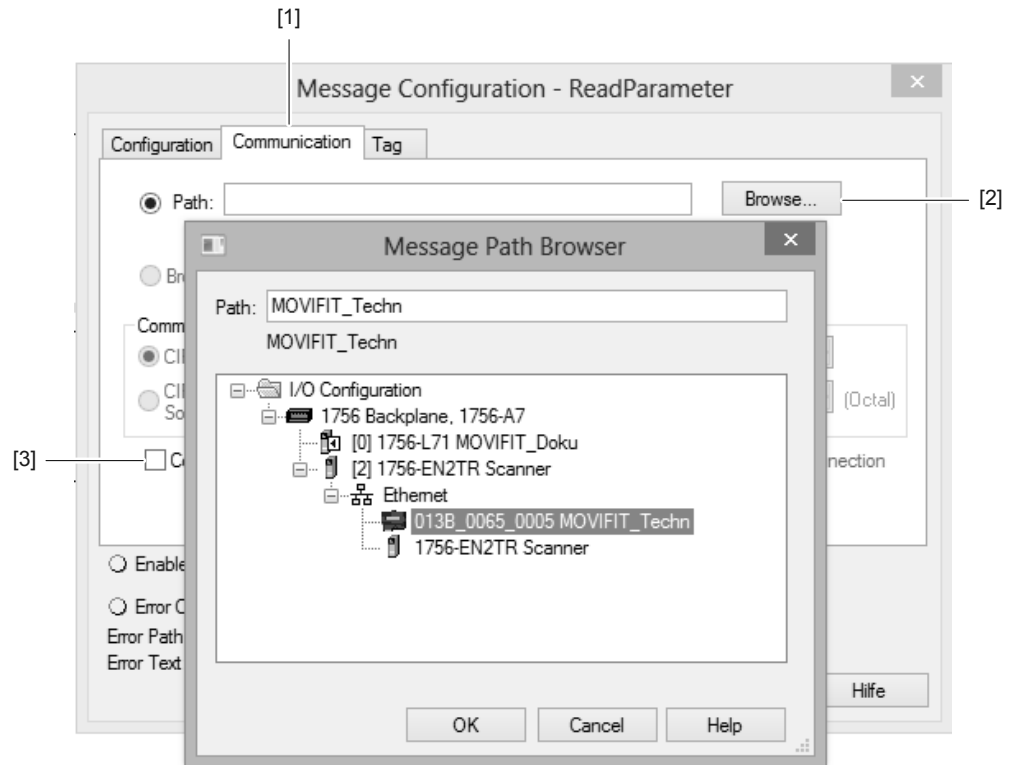 [1]
Message Configuration - ReadParameter
Configuration Communication Tag
Path: Browse...
[2]
Message Path Browser
Path: MOVIFIT_Techn
MOVIFIT_Techn
Comm
(Octal)
I/O Configuration
1756 Backplane, 1756-A7
[0] 1756-L71 MOVIFIT_Doku
[3]
[2] 1756-EN2TR Scanner
nection
Ethernet
013B_0065_0005 MOVIFIT_Techn
1756-EN2TR Scanner
Enable
Error C
Error Path
Error Text
Hilfe
OK Cancel Help